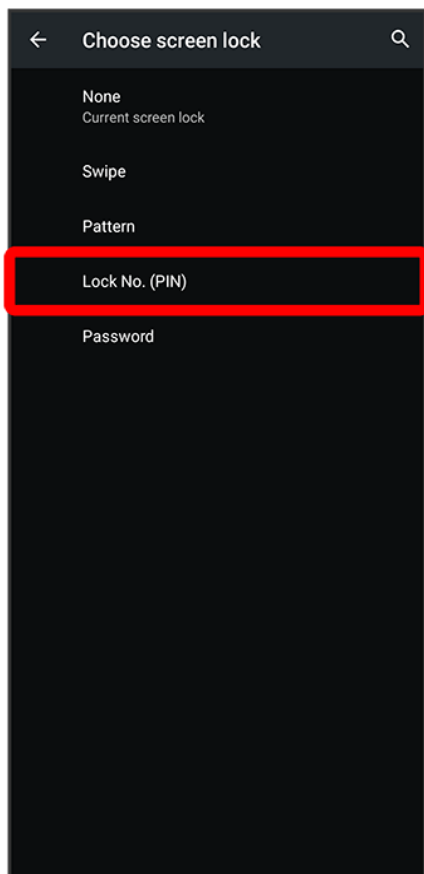 Choose screen lock
None
Current screen lock
Swipe
Pattern
Lock No. (PIN)
Password